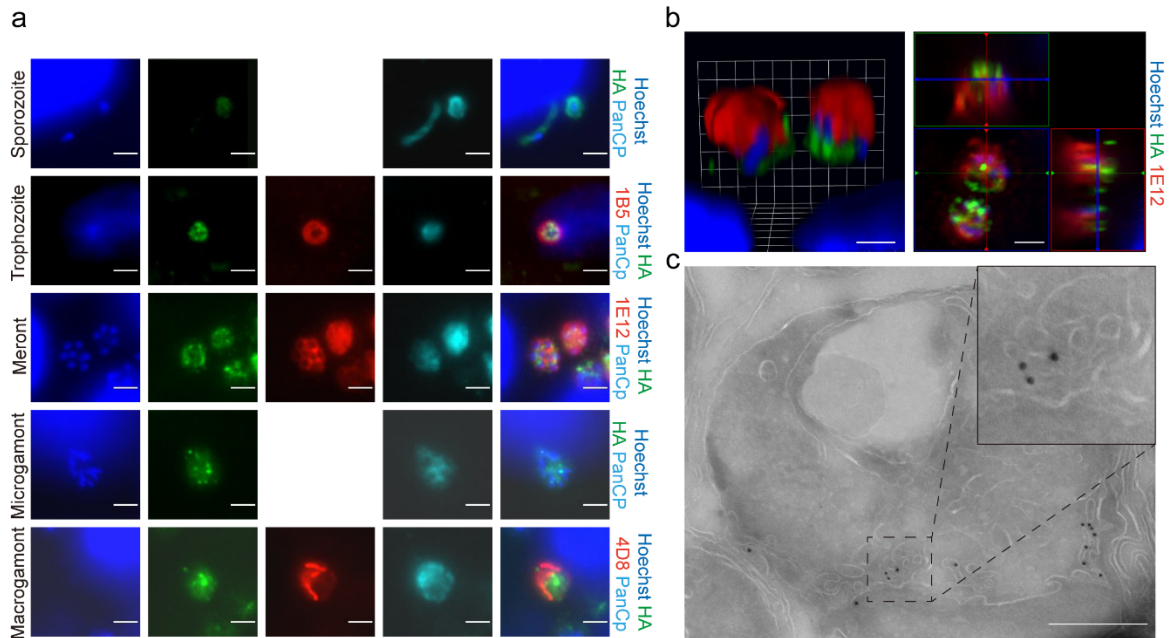 a
Sporozoite
Hoechst
HA PanCP
Trophozoite
Hoechst HA
1B5 PanCp
Meront
Hoechst HA
1E12 PanCp
Microgamont
Hoechst
HA PanCP
Macrogamont
Hoechst HA
4D8 PanCp
b
Hoechst HA 1E12
c